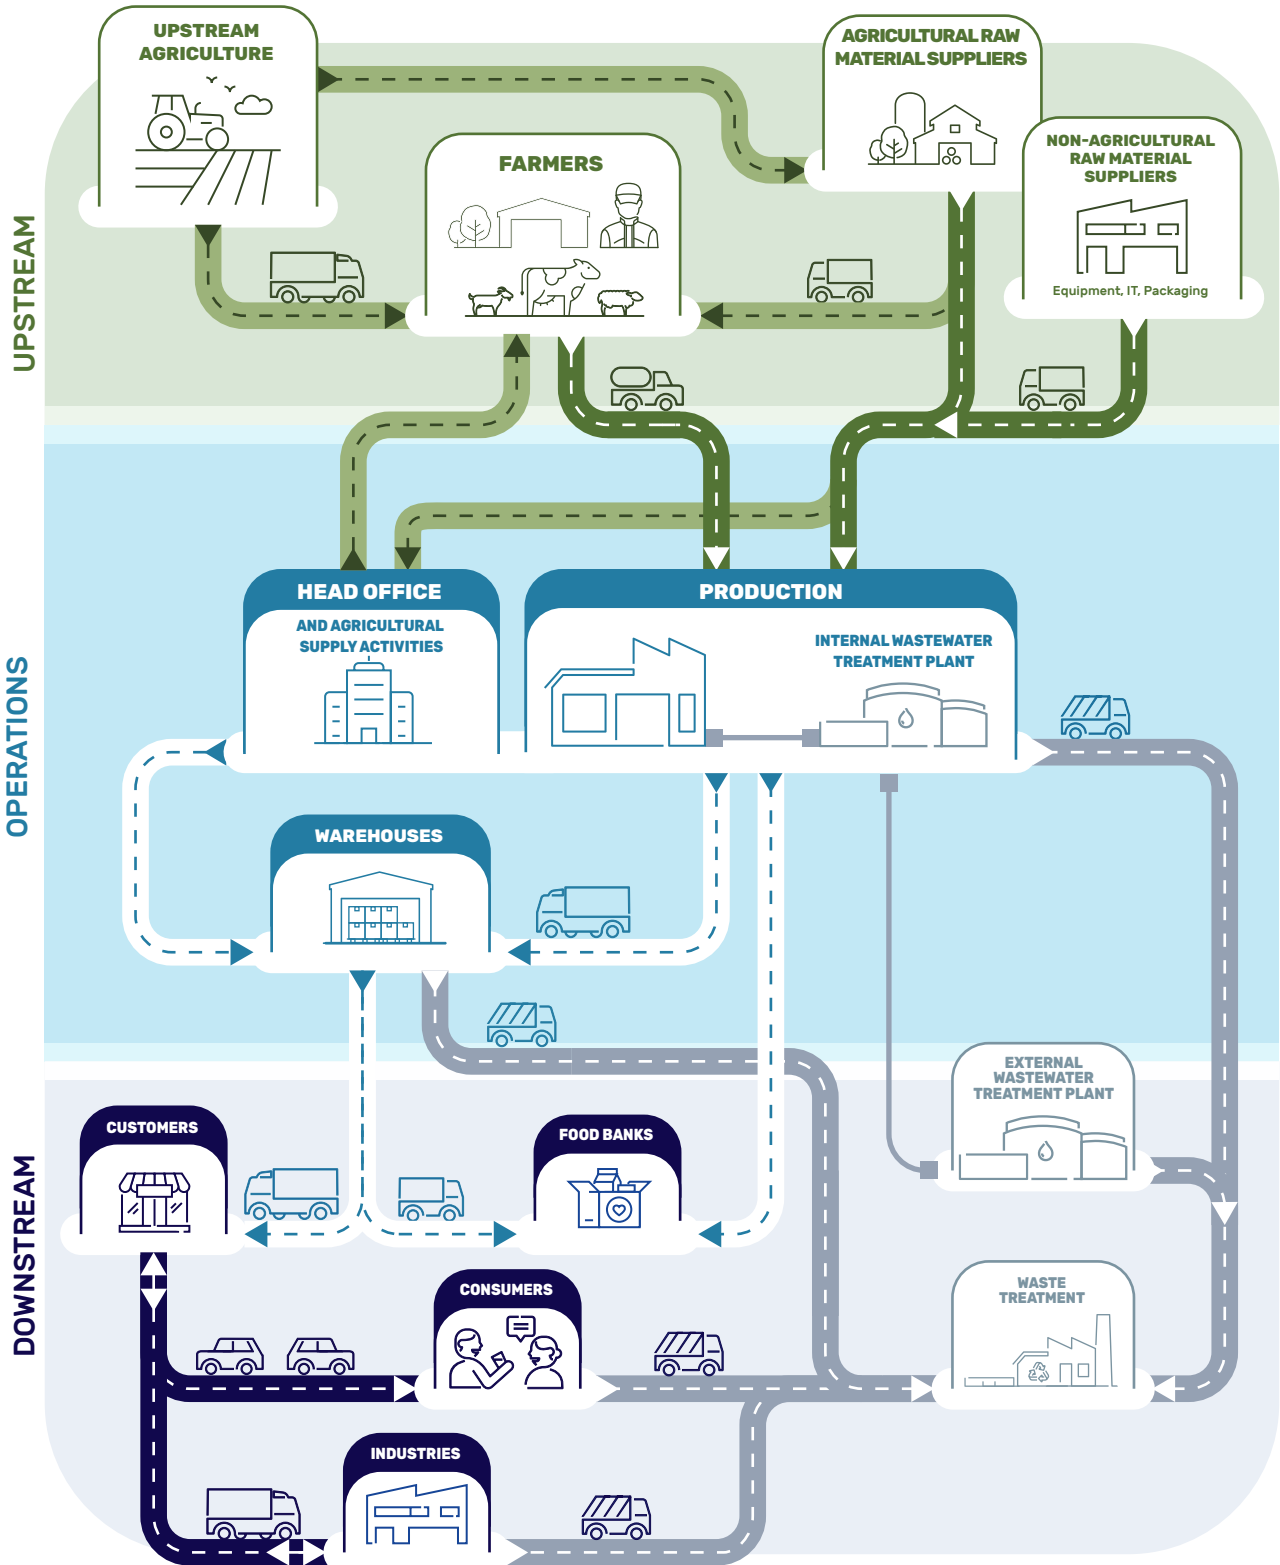 UPSTREAM
AGRICULTURE
AGRICULTURAL RAW
MATERIAL SUPPLIERS
FARMERS
NON-AGRICULTURAL
RAW MATERIAL
SUPPLIERS
Equipment, IT, Packaging
UPSTREAM
HEAD OFFICE
AND AGRICULTURAL
SUPPLY ACTIVITIES
PRODUCTION
INTERNAL WASTEWATER
TREATMENT PLANT
OPERATIONS
WAREHOUSES
EXTERNAL
WASTEWATER
TREATMENT PLANT
CUSTOMERS
FOOD BANKS
DOWNSTREAM
CONSUMERS
WASTE
TREATMENT
INDUSTRIES